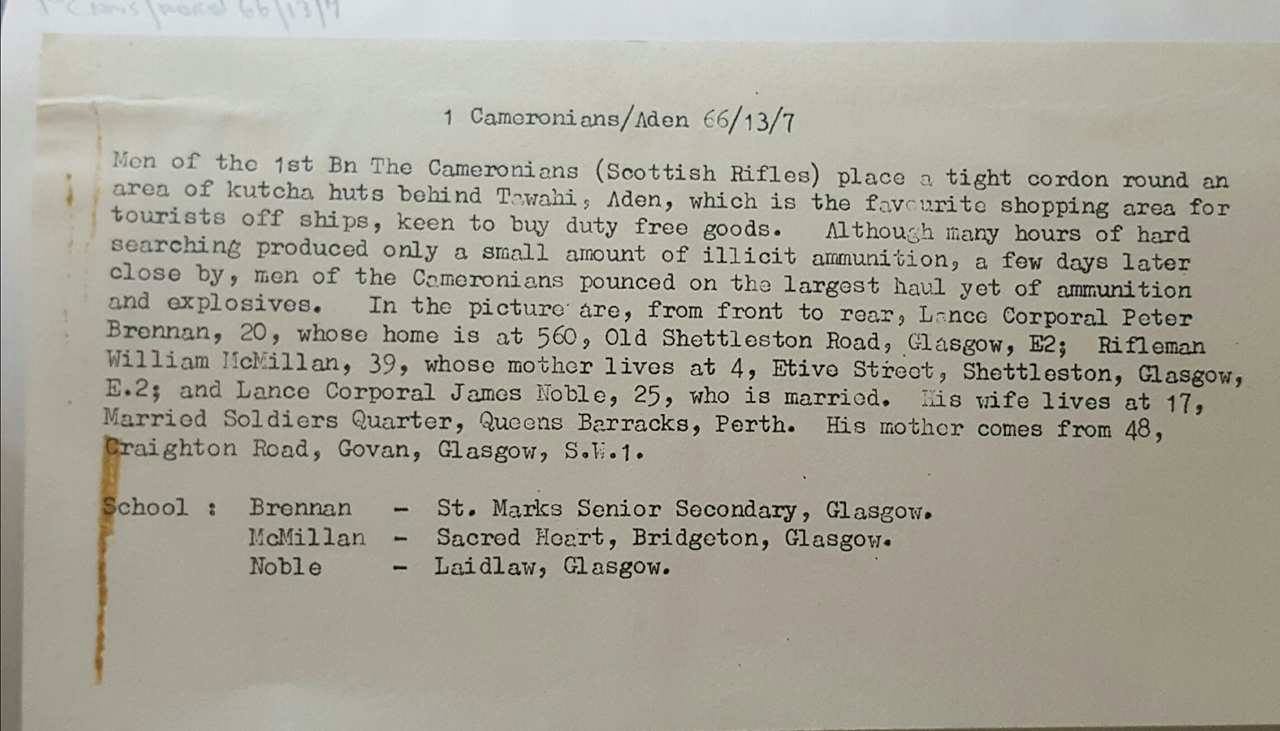 66/13/7
1 Cameronians/Aden 66/13/7
Men of the 1st Bn The Cameronians (Scottish Rifles) place a tight cordon round an
area of kutcha huts behind Tawahi, Aden, which is the favourite shopping area for
tourists off ships, keen to buy duty free goods. Although many hours of hard
searching produced only a small amount of illicit ammunition, a few days later
close by, men of the Cameronians pounced on the largest haul yet of ammunition
and explosives. In the picture are, from front to rear, Lance Corporal Peter
Brennan, 20, whose home is at 560, Old Shettleston Road, Glasgow, E2; Rifleman
William McMillan, 39, whose mother lives at 4, Etive Street, Shettleston, Glasgow,
E.2; and Lance Corporal James Noble, 25, who is married. His wife lives at 17,
Married Soldiers Quarter, Queens Barracks, Perth. His mother comes from 48,
Craighton Road, Govan, Glasgow, S.W.1.
School : Brennan - St. Marks Senior Secondary, Glasgow.
McMillan - Sacred Heart, Bridgeton, Glasgow.
Noble - Laidlaw, Glasgow.